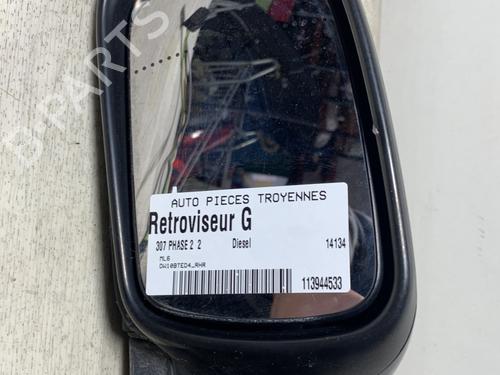 B-PARTS
AUTO PIECES TROYENNES
Retroviseur G
307 PHASE 2 2 Diesel 14134
ML6
DW10BTED4_RHR
113944533